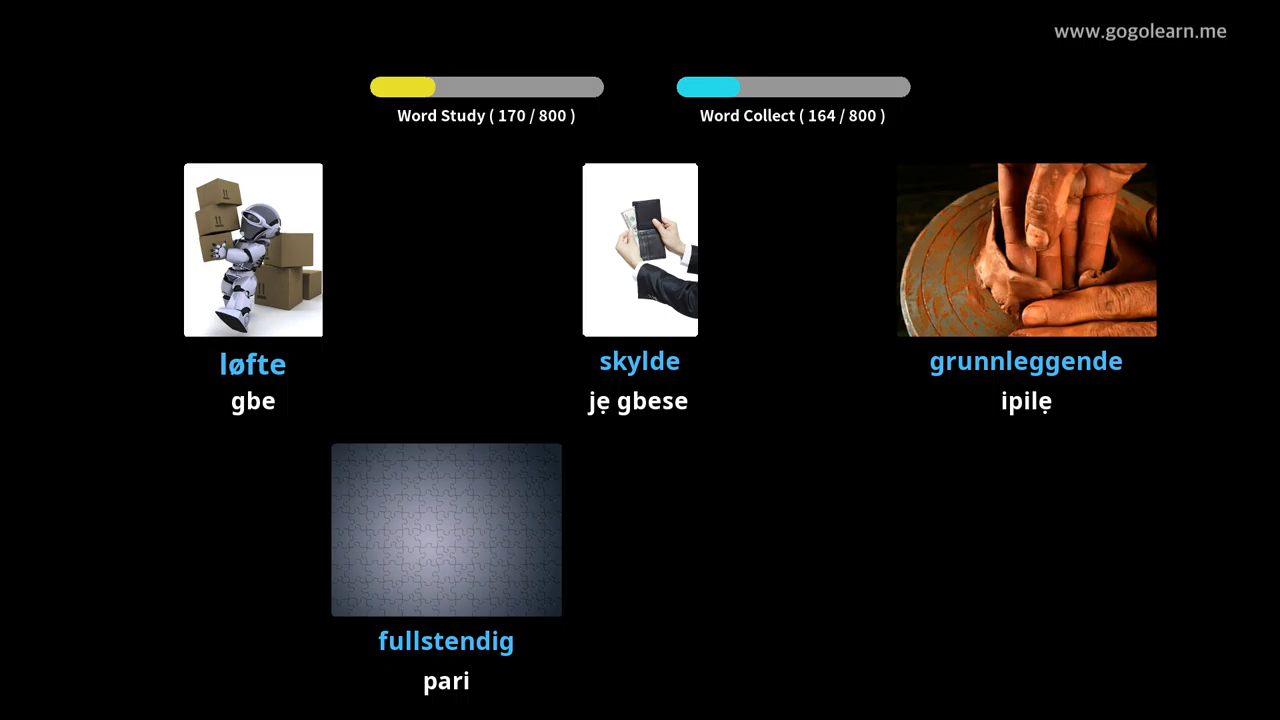 www.gogolearn.me
Word Study ( 170 / 800 )
Word Collect ( 164 / 800 )
løfte
skylde
grunnleggende
gbe
jẹ gbese
ipilẹ
fullstendig
pari